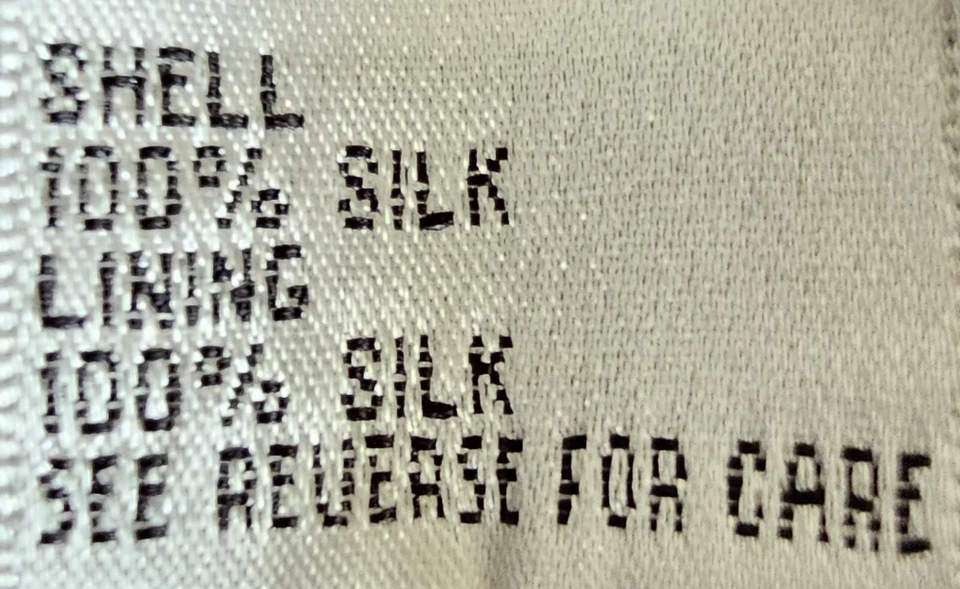 SHELL
100% SILK
LINING
100% SILK
SEE REVERSE FOR CARE